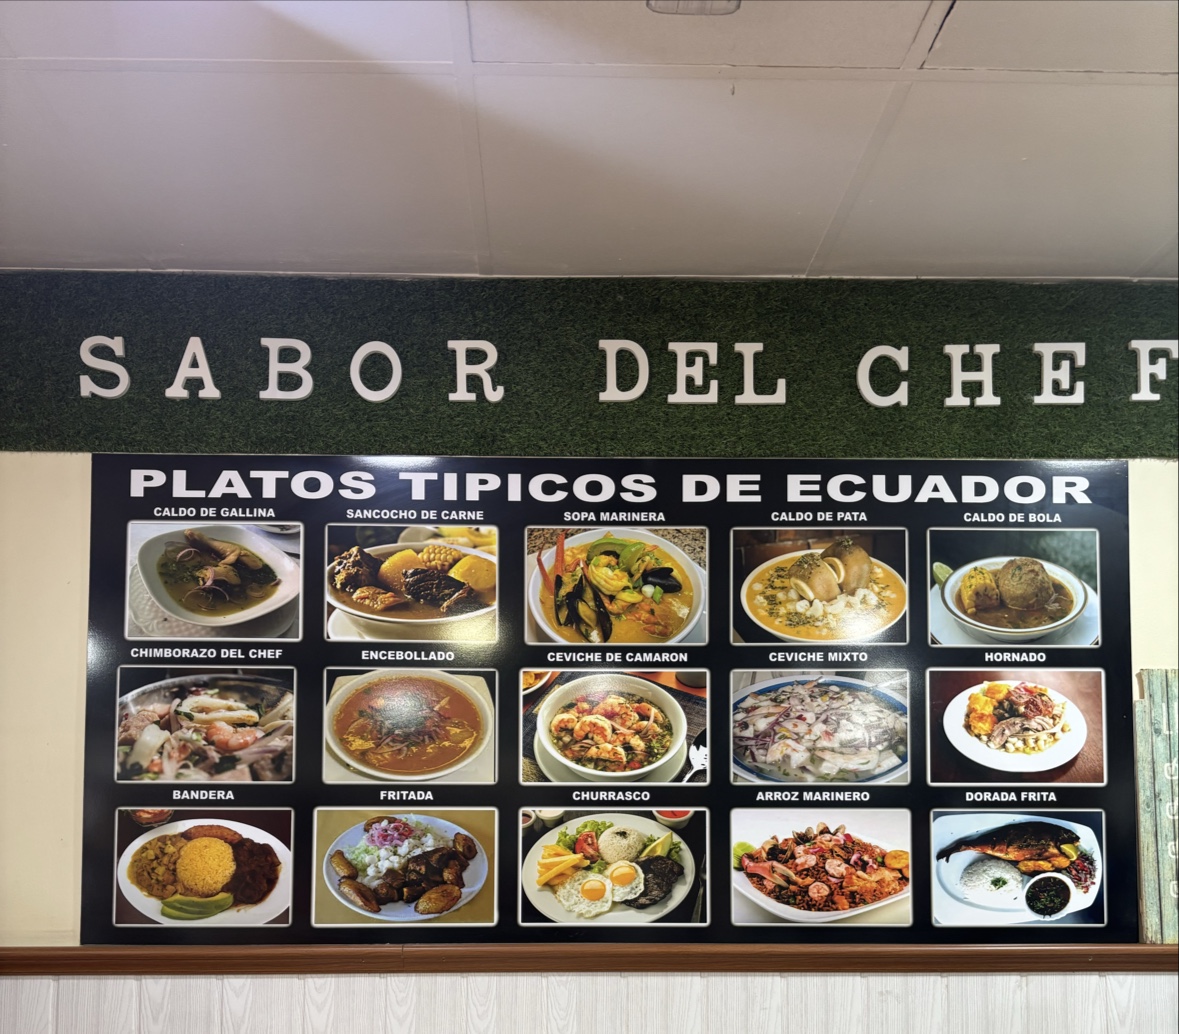 SABOR DEL CHEF
PLATOS TIPICOS DE ECUADOR
CALDO DE GALLINA
SANCOCHO DE CARNE
SOPA MARINERA
CALDO DE PATA
CALDO DE BOLA
CHIMBORAZO DEL CHEF
ENCEBOLLADO
CEVICHE DE CAMARON
CEVICHE MIXTO
HORNADO
BANDERA
FRITADA
CHURRASCO
ARROZ MARINERO
DORADA FRITA